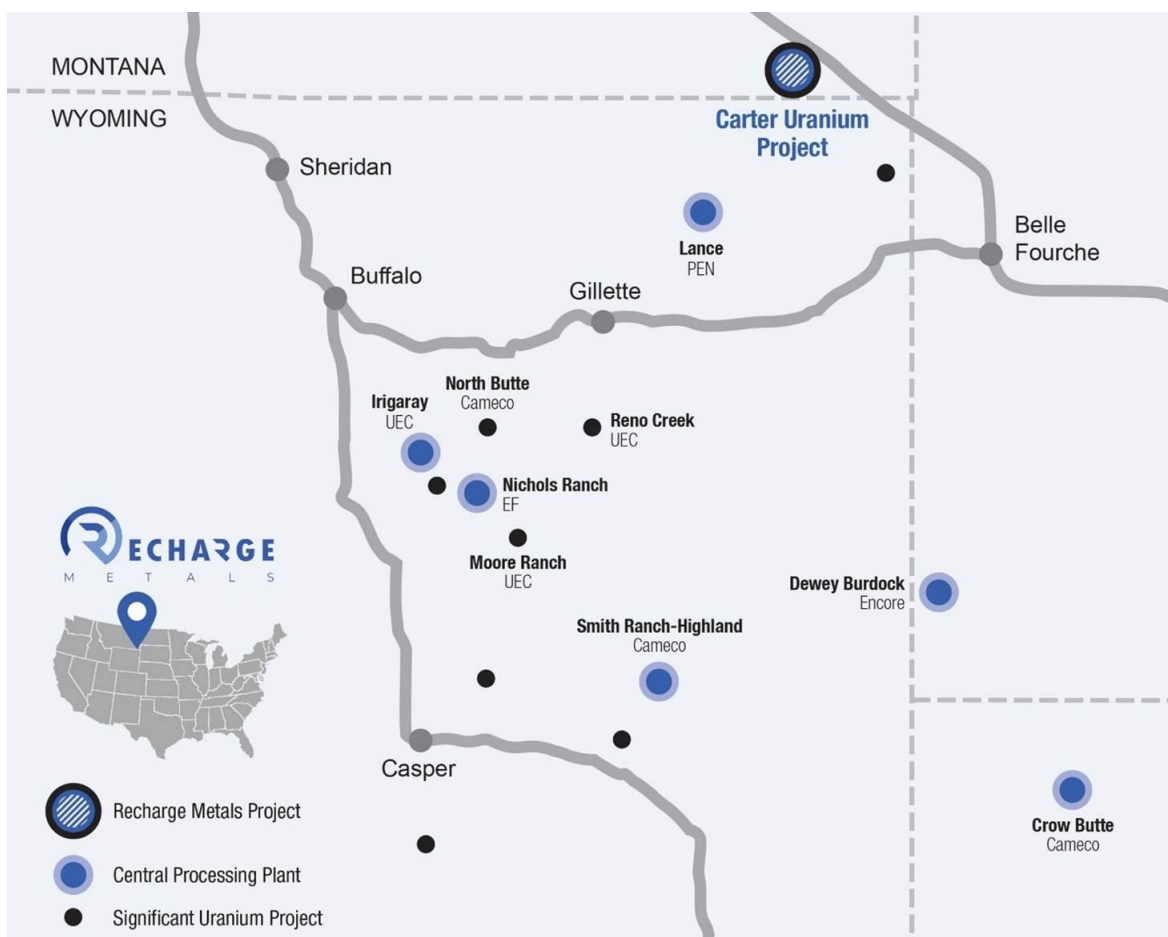 MONTANA
WYOMING
Carter Uranium
Project
Sheridan
Lance
PEN
Belle
Fourche
Buffalo
Gillette
North Butte
Cameco
Irigaray
UEC
Reno Creek
UEC
Nichols Ranch
EF
Moore Ranch
UEC
RECHARGE
METALS
Dewey Burdock
Encore
Smith Ranch-Highland
Cameco
Casper
Crow Butte
Cameco
Recharge Metals Project
Central Processing Plant
Significant Uranium Project